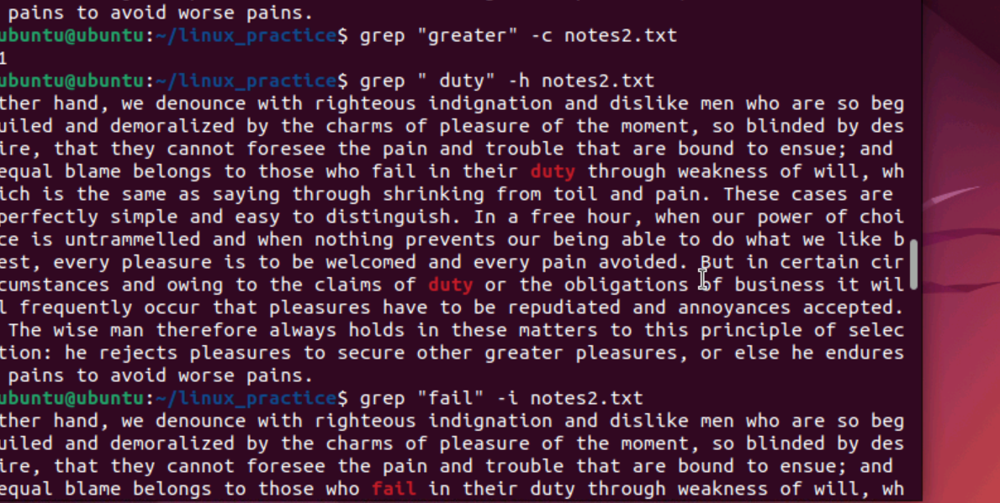 pains to avoid worse pains.
ubuntu@ubuntu:~/linux_practice$ grep "greater" -c notes2.txt
1
ubuntu@ubuntu:~/linux_practice$ grep " duty" -h notes2.txt
ther hand, we denounce with righteous indignation and dislike men who are so beg
uiled and demoralized by the charms of pleasure of the moment, so blinded by des
ire, that they cannot foresee the pain and trouble that are bound to ensue; and
equal blame belongs to those who fail in their duty through weakness of will, wh
ich is the same as saying through shrinking from toil and pain. These cases are
perfectly simple and easy to distinguish. In a free hour, when our power of choi
ce is untrammelled and when nothing prevents our being able to do what we like b
est, every pleasure is to be welcomed and every pain avoided. But in certain cir
cumstances and owing to the claims of duty or the obligations of business it wil
l frequently occur that pleasures have to be repudiated and annoyances accepted.
The wise man therefore always holds in these matters to this principle of selec
tion: he rejects pleasures to secure other greater pleasures, or else he endures
pains to avoid worse pains.
ubuntu@ubuntu:~/linux_practice$ grep "fail" -i notes2.txt
ther hand, we denounce with righteous indignation and dislike men who are so beg
uiled and demoralized by the charms of pleasure of the moment, so blinded by des
ire, that they cannot foresee the pain and trouble that are bound to ensue; and
equal blame belongs to those who fail in their duty through weakness of will, wh